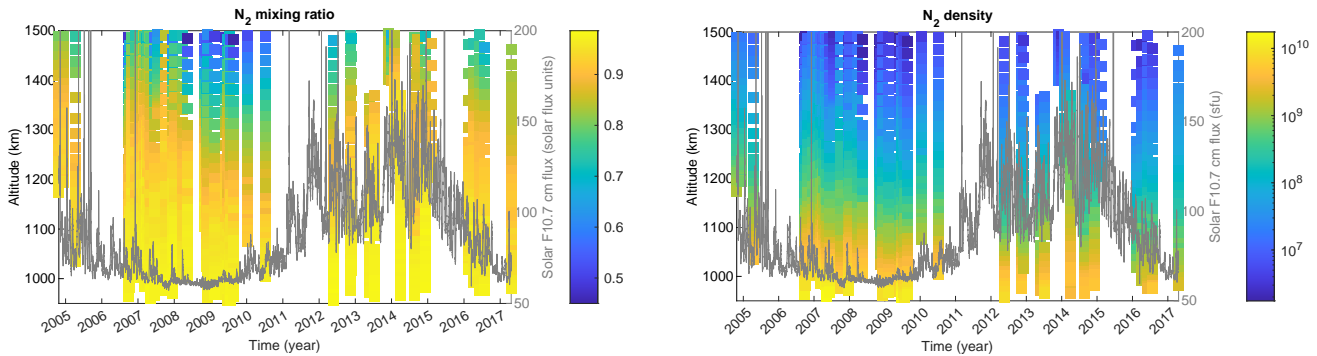 N2 mixing ratio
Altitude (km)
1500
1400
1300
1200
1100
1000
2005 2006 2007 2008 2009 2010 2011 2012 2013 2014 2015 2016 2017
Time (year)
200
150
100
50
Solar F10.7 cm flux (solar flux units)
0.9
0.8
0.7
0.6
0.5
N2 density
Altitude (km)
1500
1400
1300
1200
1100
1000
2005 2006 2007 2008 2009 2010 2011 2012 2013 2014 2015 2016 2017
Time (year)
200
150
100
50
Solar F10.7 cm flux (sfu)
10^10
10^9
10^8
10^7